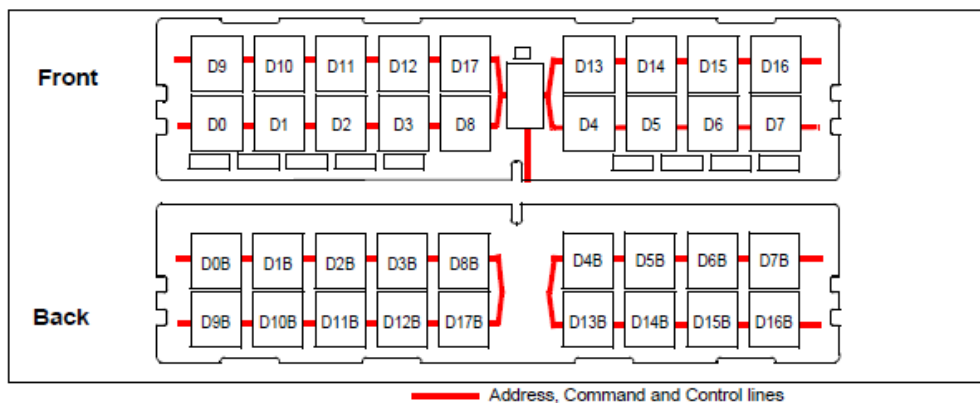 Front
D9 D10 D11 D12 D17 D13 D14 D15 D16
D0 D1 D2 D3 D8 D4 D5 D6 D7
Back
D0B D1B D2B D3B D8B D4B D5B D6B D7B
D9B D10B D11B D12B D17B D13B D14B D15B D16B
Address, Command and Control lines